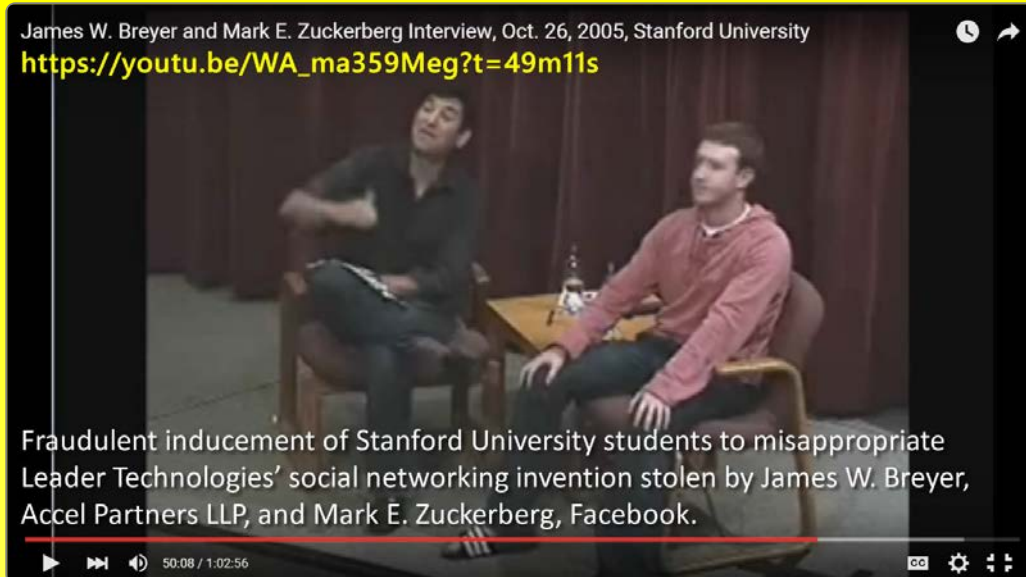 James W. Breyer and Mark E. Zuckerberg Interview, Oct. 26, 2005, Stanford University
https://youtu.be/WA_ma359Meg?t=49m11s
Fraudulent inducement of Stanford University students to misappropriate
Leader Technologies' social networking invention stolen by James W. Breyer,
Accel Partners LLP, and Mark E. Zuckerberg, Facebook.
50:08 / 1:02:56
CC